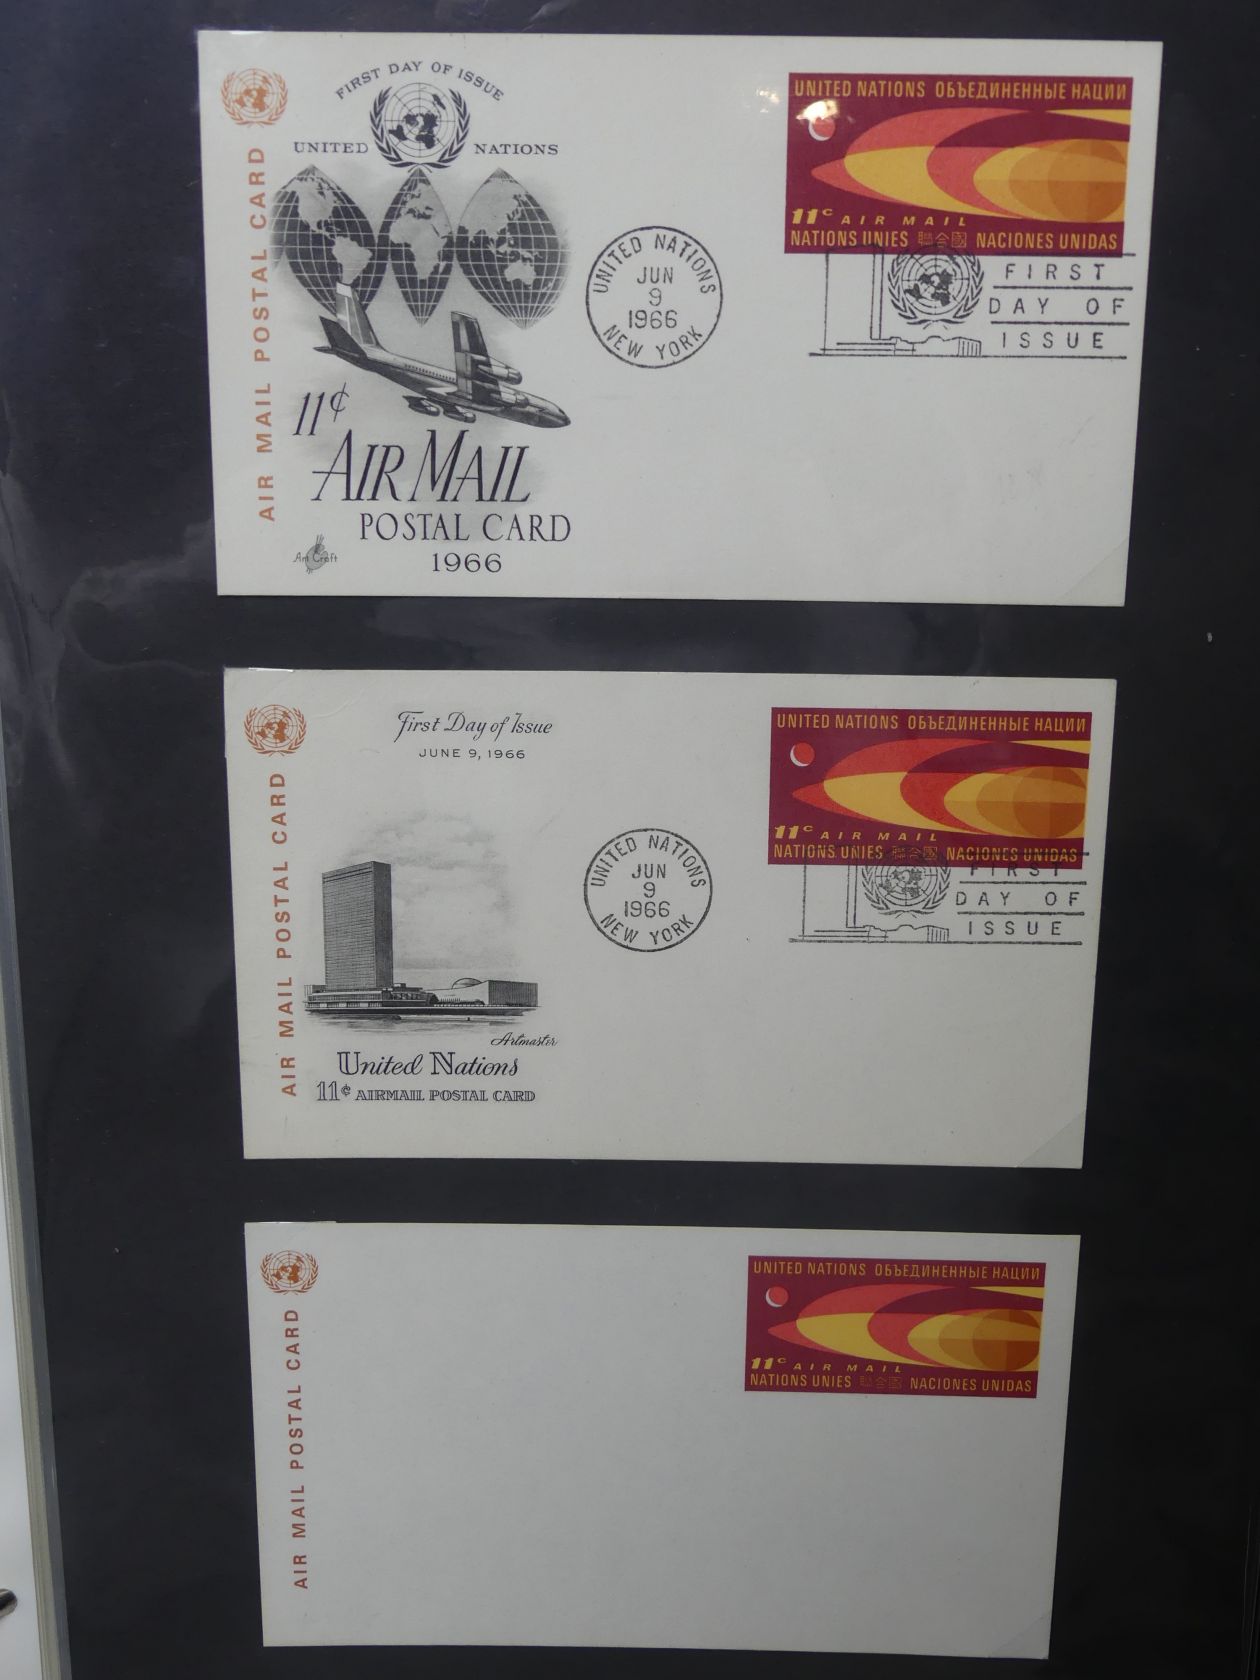 FIRST DAY OF ISSUE
UNITED NATIONS
AIR MAIL POSTAL CARD
11¢
AIR MAIL
POSTAL CARD
1966
Art Craft
UNITED NATIONS
JUN
9
1966
NEW YORK
UNITED NATIONS ОБЪЕДИНЕННЫЕ НАЦИИ
11c AIR MAIL
NATIONS UNIES 聯合國 NACIONES UNIDAS
FIRST
DAY OF
ISSUE
AIR MAIL POSTAL CARD
First Day of Issue
JUNE 9, 1966
Artmaster
United Nations
11¢ AIRMAIL POSTAL CARD
UNITED NATIONS
JUN
9
1966
NEW YORK
UNITED NATIONS ОБЪЕДИНЕННЫЕ НАЦИИ
11c AIR MAIL
NATIONS UNIES 聯合國 NACIONES UNIDAS
FIRST
DAY OF
ISSUE
AIR MAIL POSTAL CARD
UNITED NATIONS ОБЪЕДИНЕННЫЕ НАЦИИ
11c AIR MAIL
NATIONS UNIES 聯合國 NACIONES UNIDAS